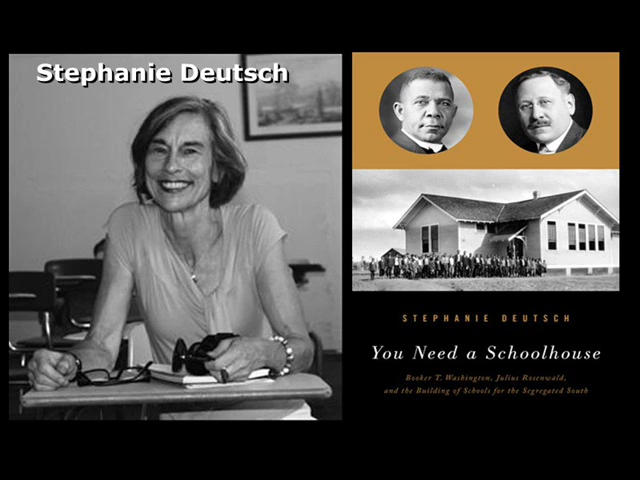 Stephanie Deutsch
STEPHANIE DEUTSCH
You Need a Schoolhouse
Booker T. Washington, Julius Rosenwald,
and the Building of Schools for the Segregated South